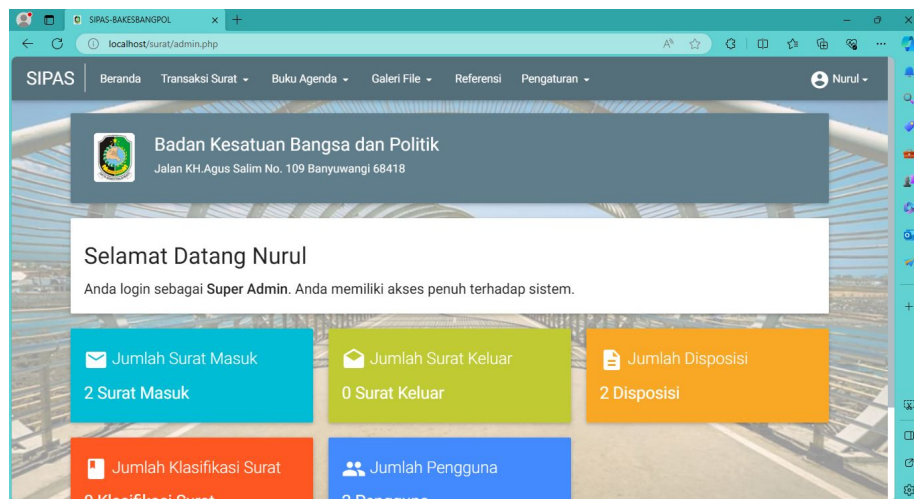 SIPAS-BAKESBANGPOL
localhost/surat/admin.php
SIPAS
Beranda
Transaksi Surat
Buku Agenda
Galeri File
Referensi
Pengaturan
Nurul
Badan Kesatuan Bangsa dan Politik
Jalan KH.Agus Salim No. 109 Banyuwangi 68418
Selamat Datang Nurul
Anda login sebagai Super Admin. Anda memiliki akses penuh terhadap sistem.
Jumlah Surat Masuk
2 Surat Masuk
Jumlah Surat Keluar
0 Surat Keluar
Jumlah Disposisi
2 Disposisi
Jumlah Klasifikasi Surat
Klasifikasi Surat
Jumlah Pengguna
Pengguna